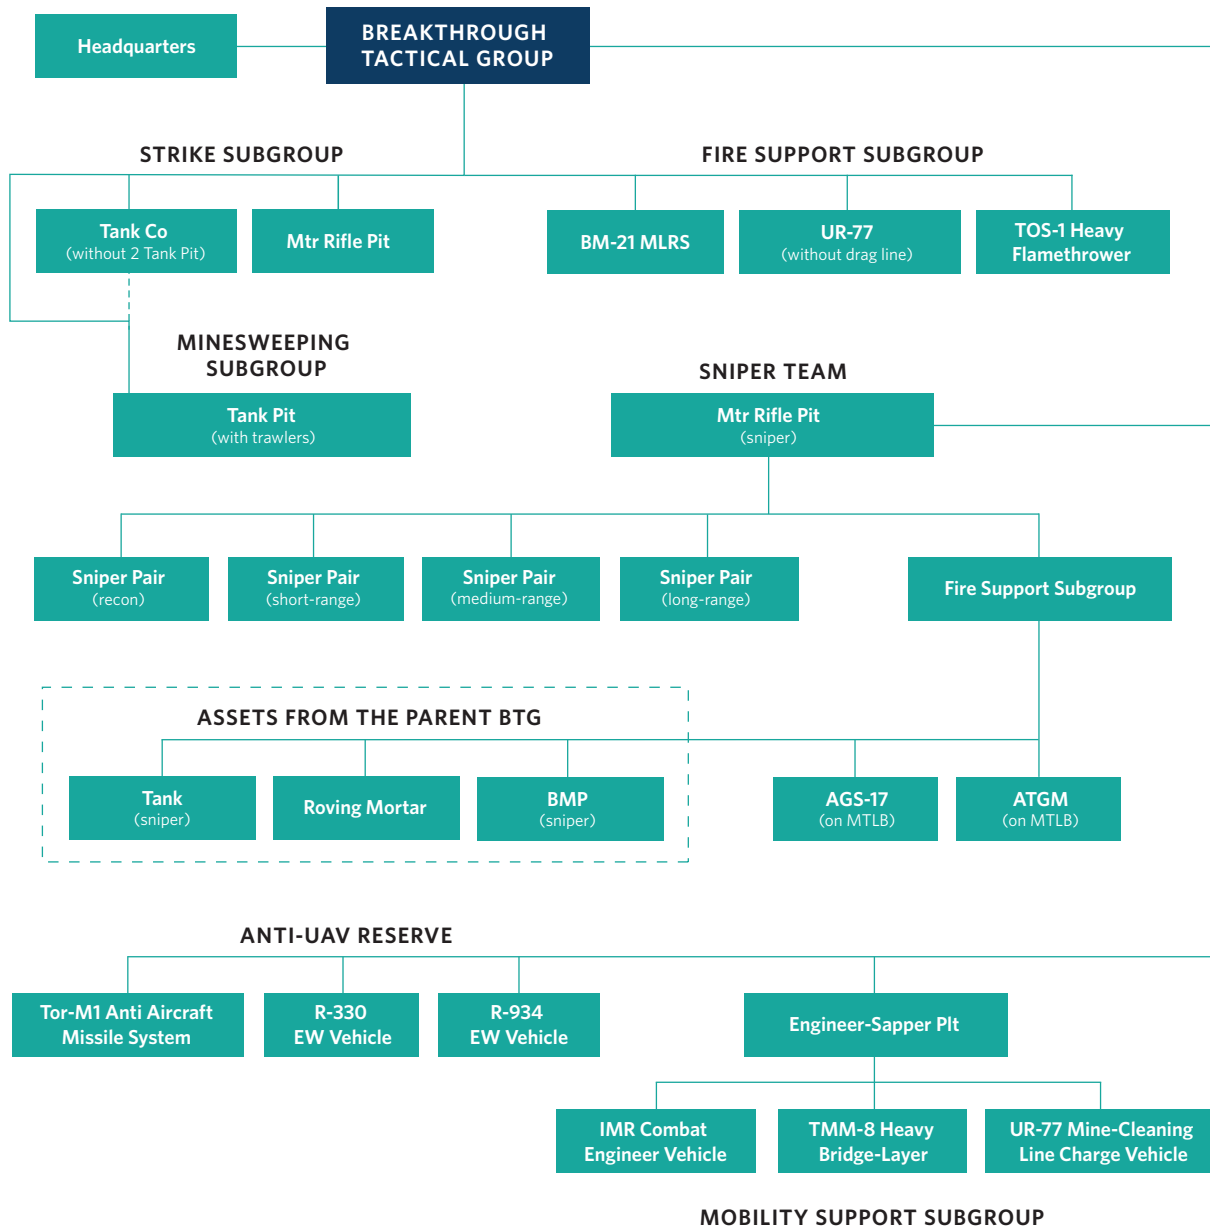 Headquarters
BREAKTHROUGH
TACTICAL GROUP
STRIKE SUBGROUP
FIRE SUPPORT SUBGROUP
Tank Co
(without 2 Tank Pit)
Mtr Rifle Pit
BM-21 MLRS
UR-77
(without drag line)
TOS-1 Heavy
Flamethrower
MINESWEEPING
SUBGROUP
Tank Pit
(with trawlers)
SNIPER TEAM
Mtr Rifle Pit
(sniper)
Sniper Pair
(recon)
Sniper Pair
(short-range)
Sniper Pair
(medium-range)
Sniper Pair
(long-range)
Fire Support Subgroup
ASSETS FROM THE PARENT BTG
Tank
(sniper)
Roving Mortar
BMP
(sniper)
AGS-17
(on MTLB)
ATGM
(on MTLB)
ANTI-UAV RESERVE
Tor-M1 Anti Aircraft
Missile System
R-330
EW Vehicle
R-934
EW Vehicle
Engineer-Sapper Plt
IMR Combat
Engineer Vehicle
TMM-8 Heavy
Bridge-Layer
UR-77 Mine-Cleaning
Line Charge Vehicle
MOBILITY SUPPORT SUBGROUP